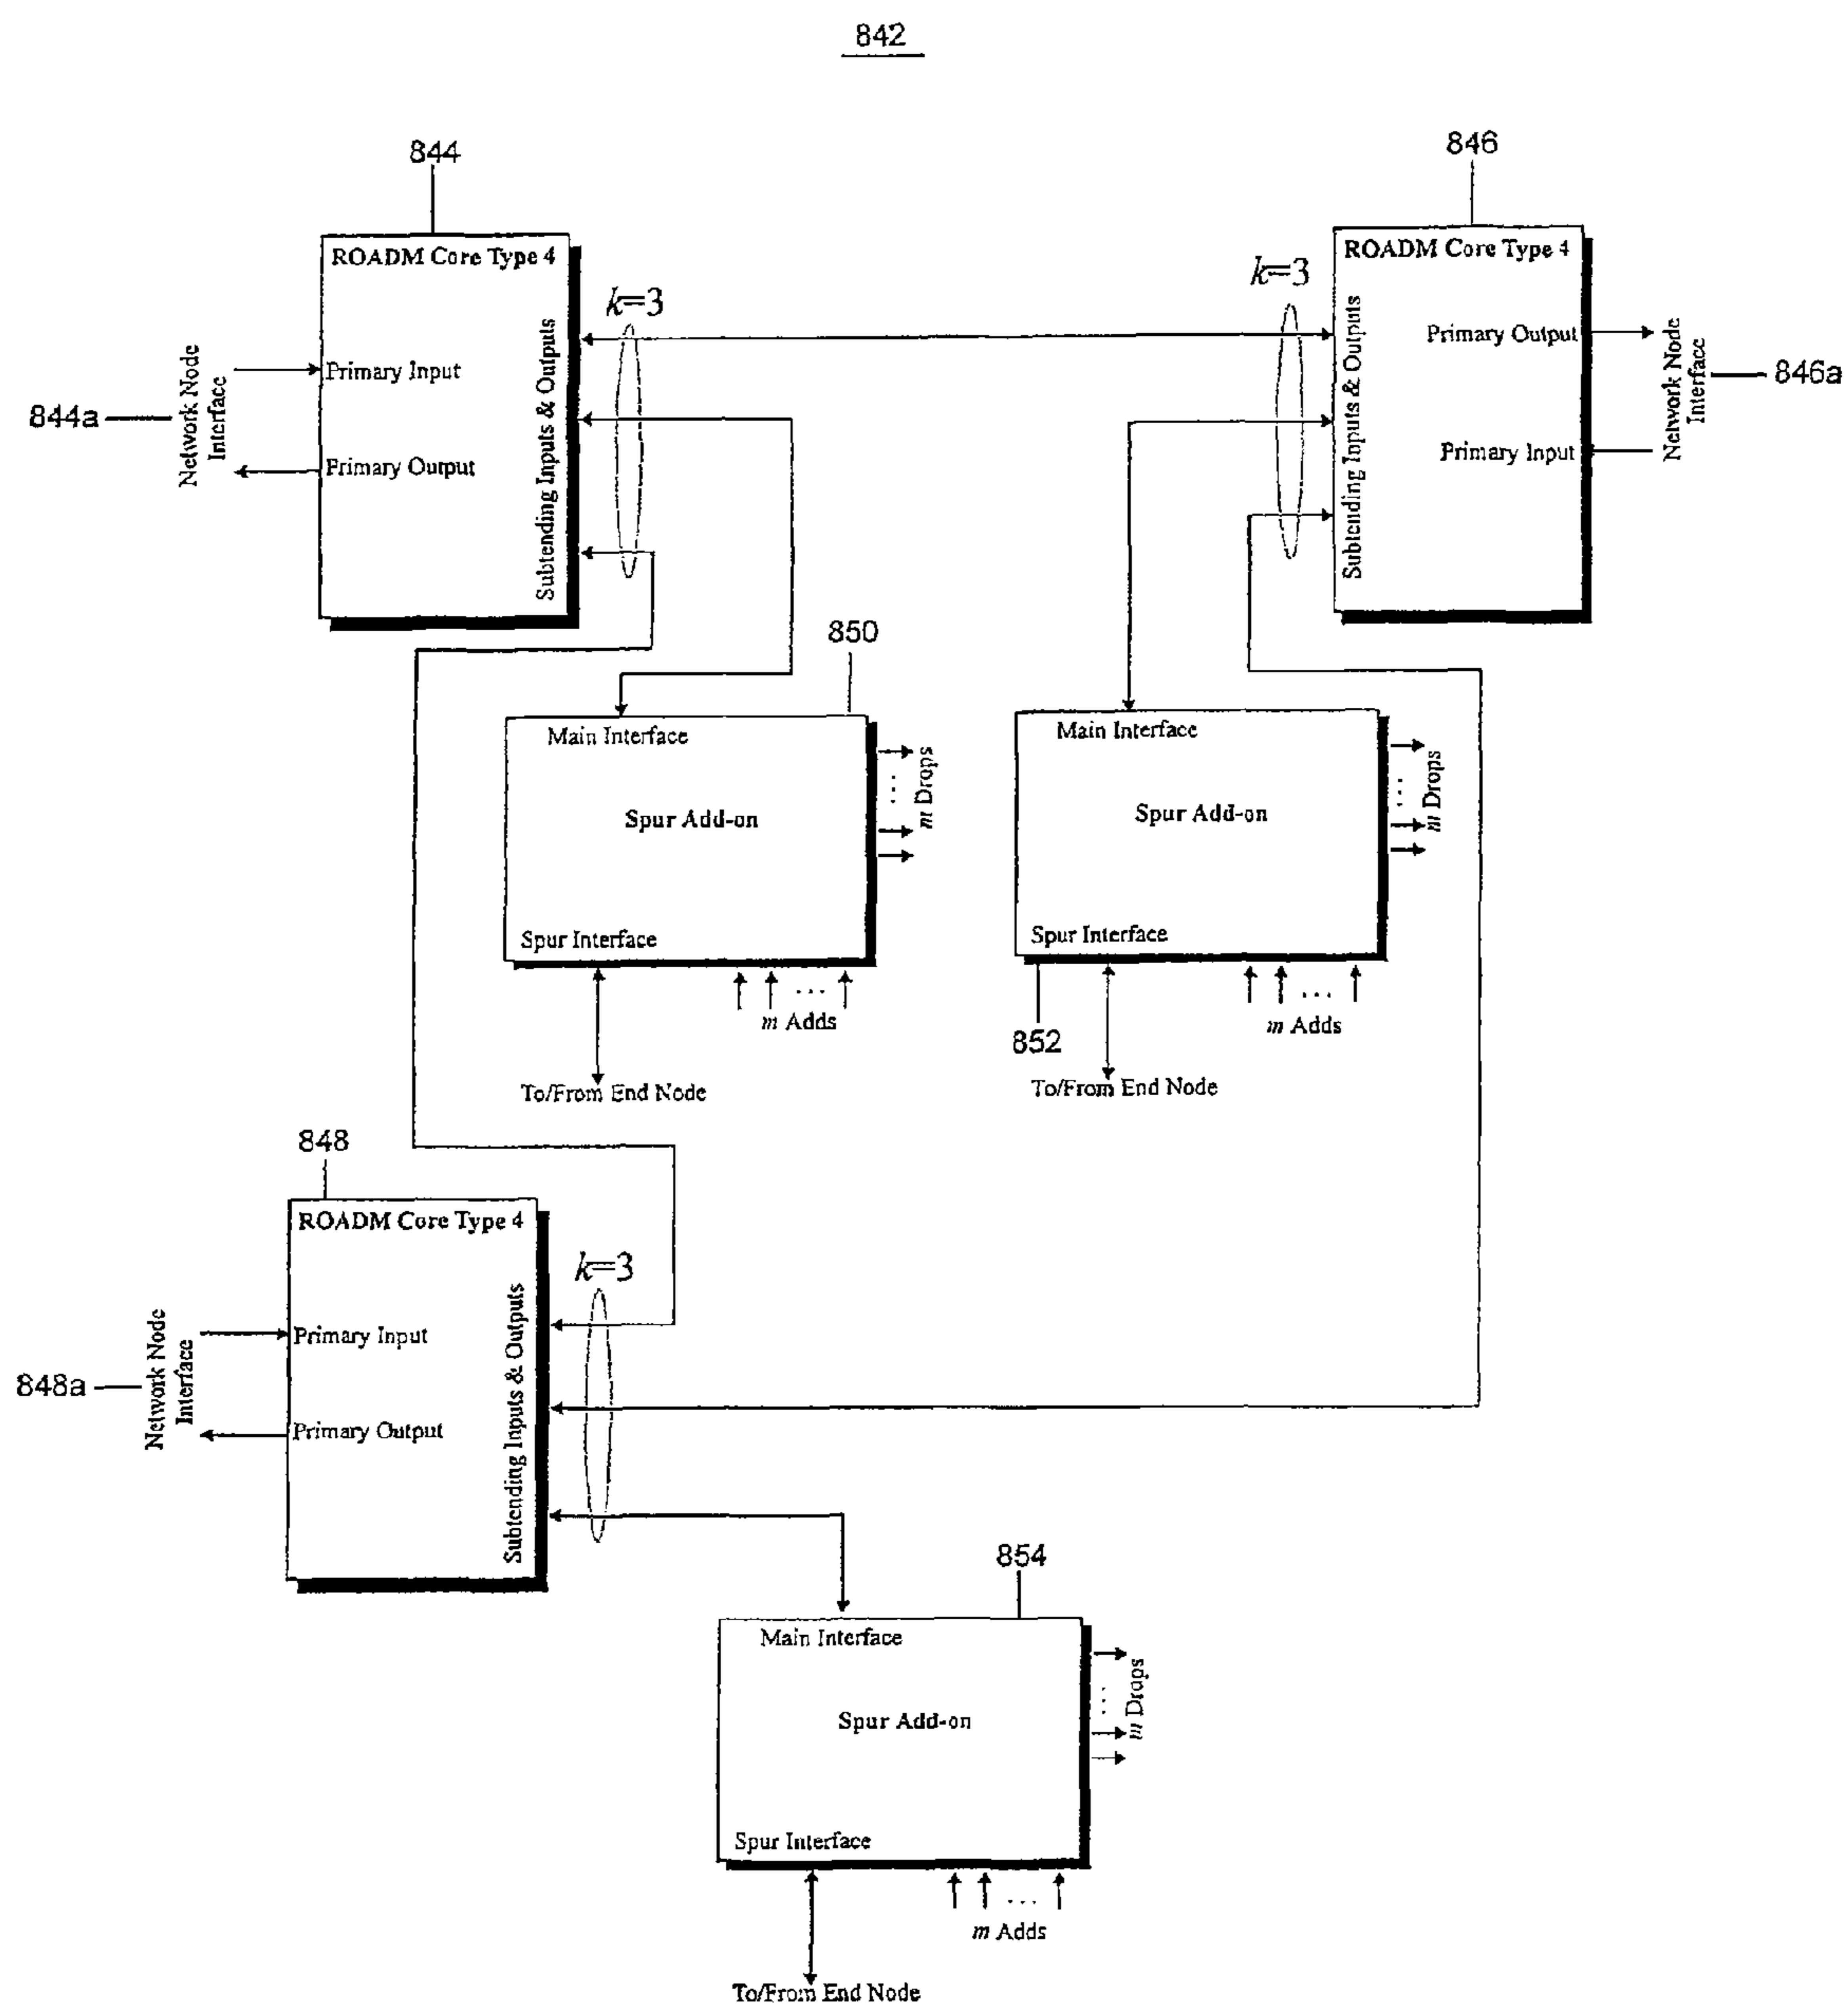 842
844
846
ROADM Core Type 4
Primary Input
Primary Output
Subtending Inputs & Outputs
k=3
Network Node
Interface
844a
k=3
ROADM Core Type 4
Primary Output
Primary Input
Subtending Inputs & Outputs
Network Node
Interface
846a
850
Main Interface
Spur Add-on
Spur Interface
m Drops
m Adds
To/From End Node
Main Interface
Spur Add-on
Spur Interface
m Drops
852
m Adds
To/From End Node
848
ROADM Core Type 4
Primary Input
Primary Output
Subtending Inputs & Outputs
k=3
Network Node
Interface
848a
854
Main Interface
Spur Add-on
Spur Interface
m Drops
m Adds
To/From End Node